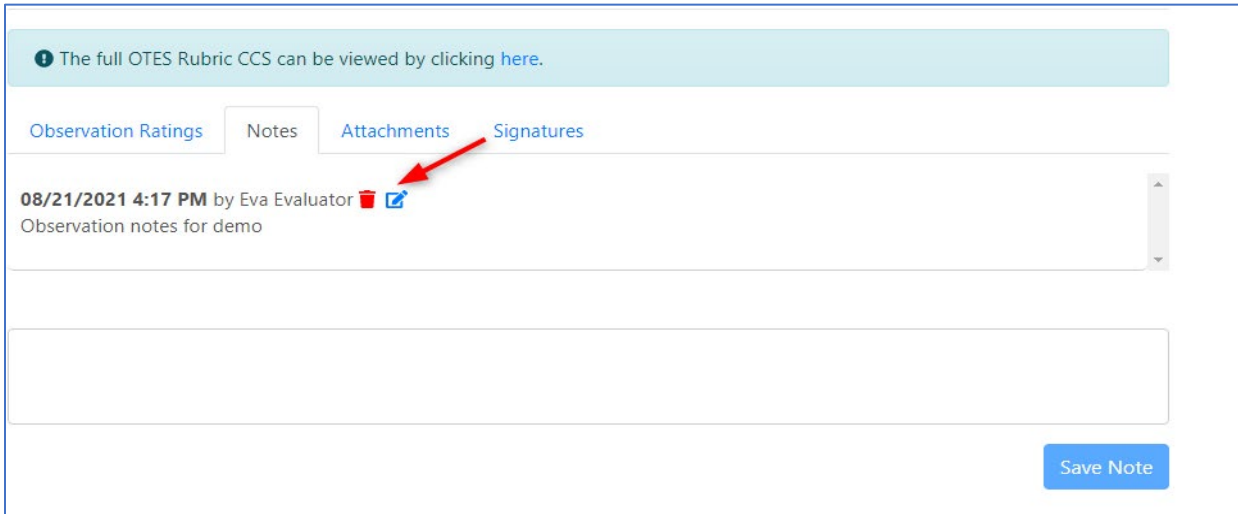 The full OTES Rubric CCS can be viewed by clicking here.
Observation Ratings Notes Attachments Signatures
08/21/2021 4:17 PM by Eva Evaluator
Observation notes for demo
Save Note